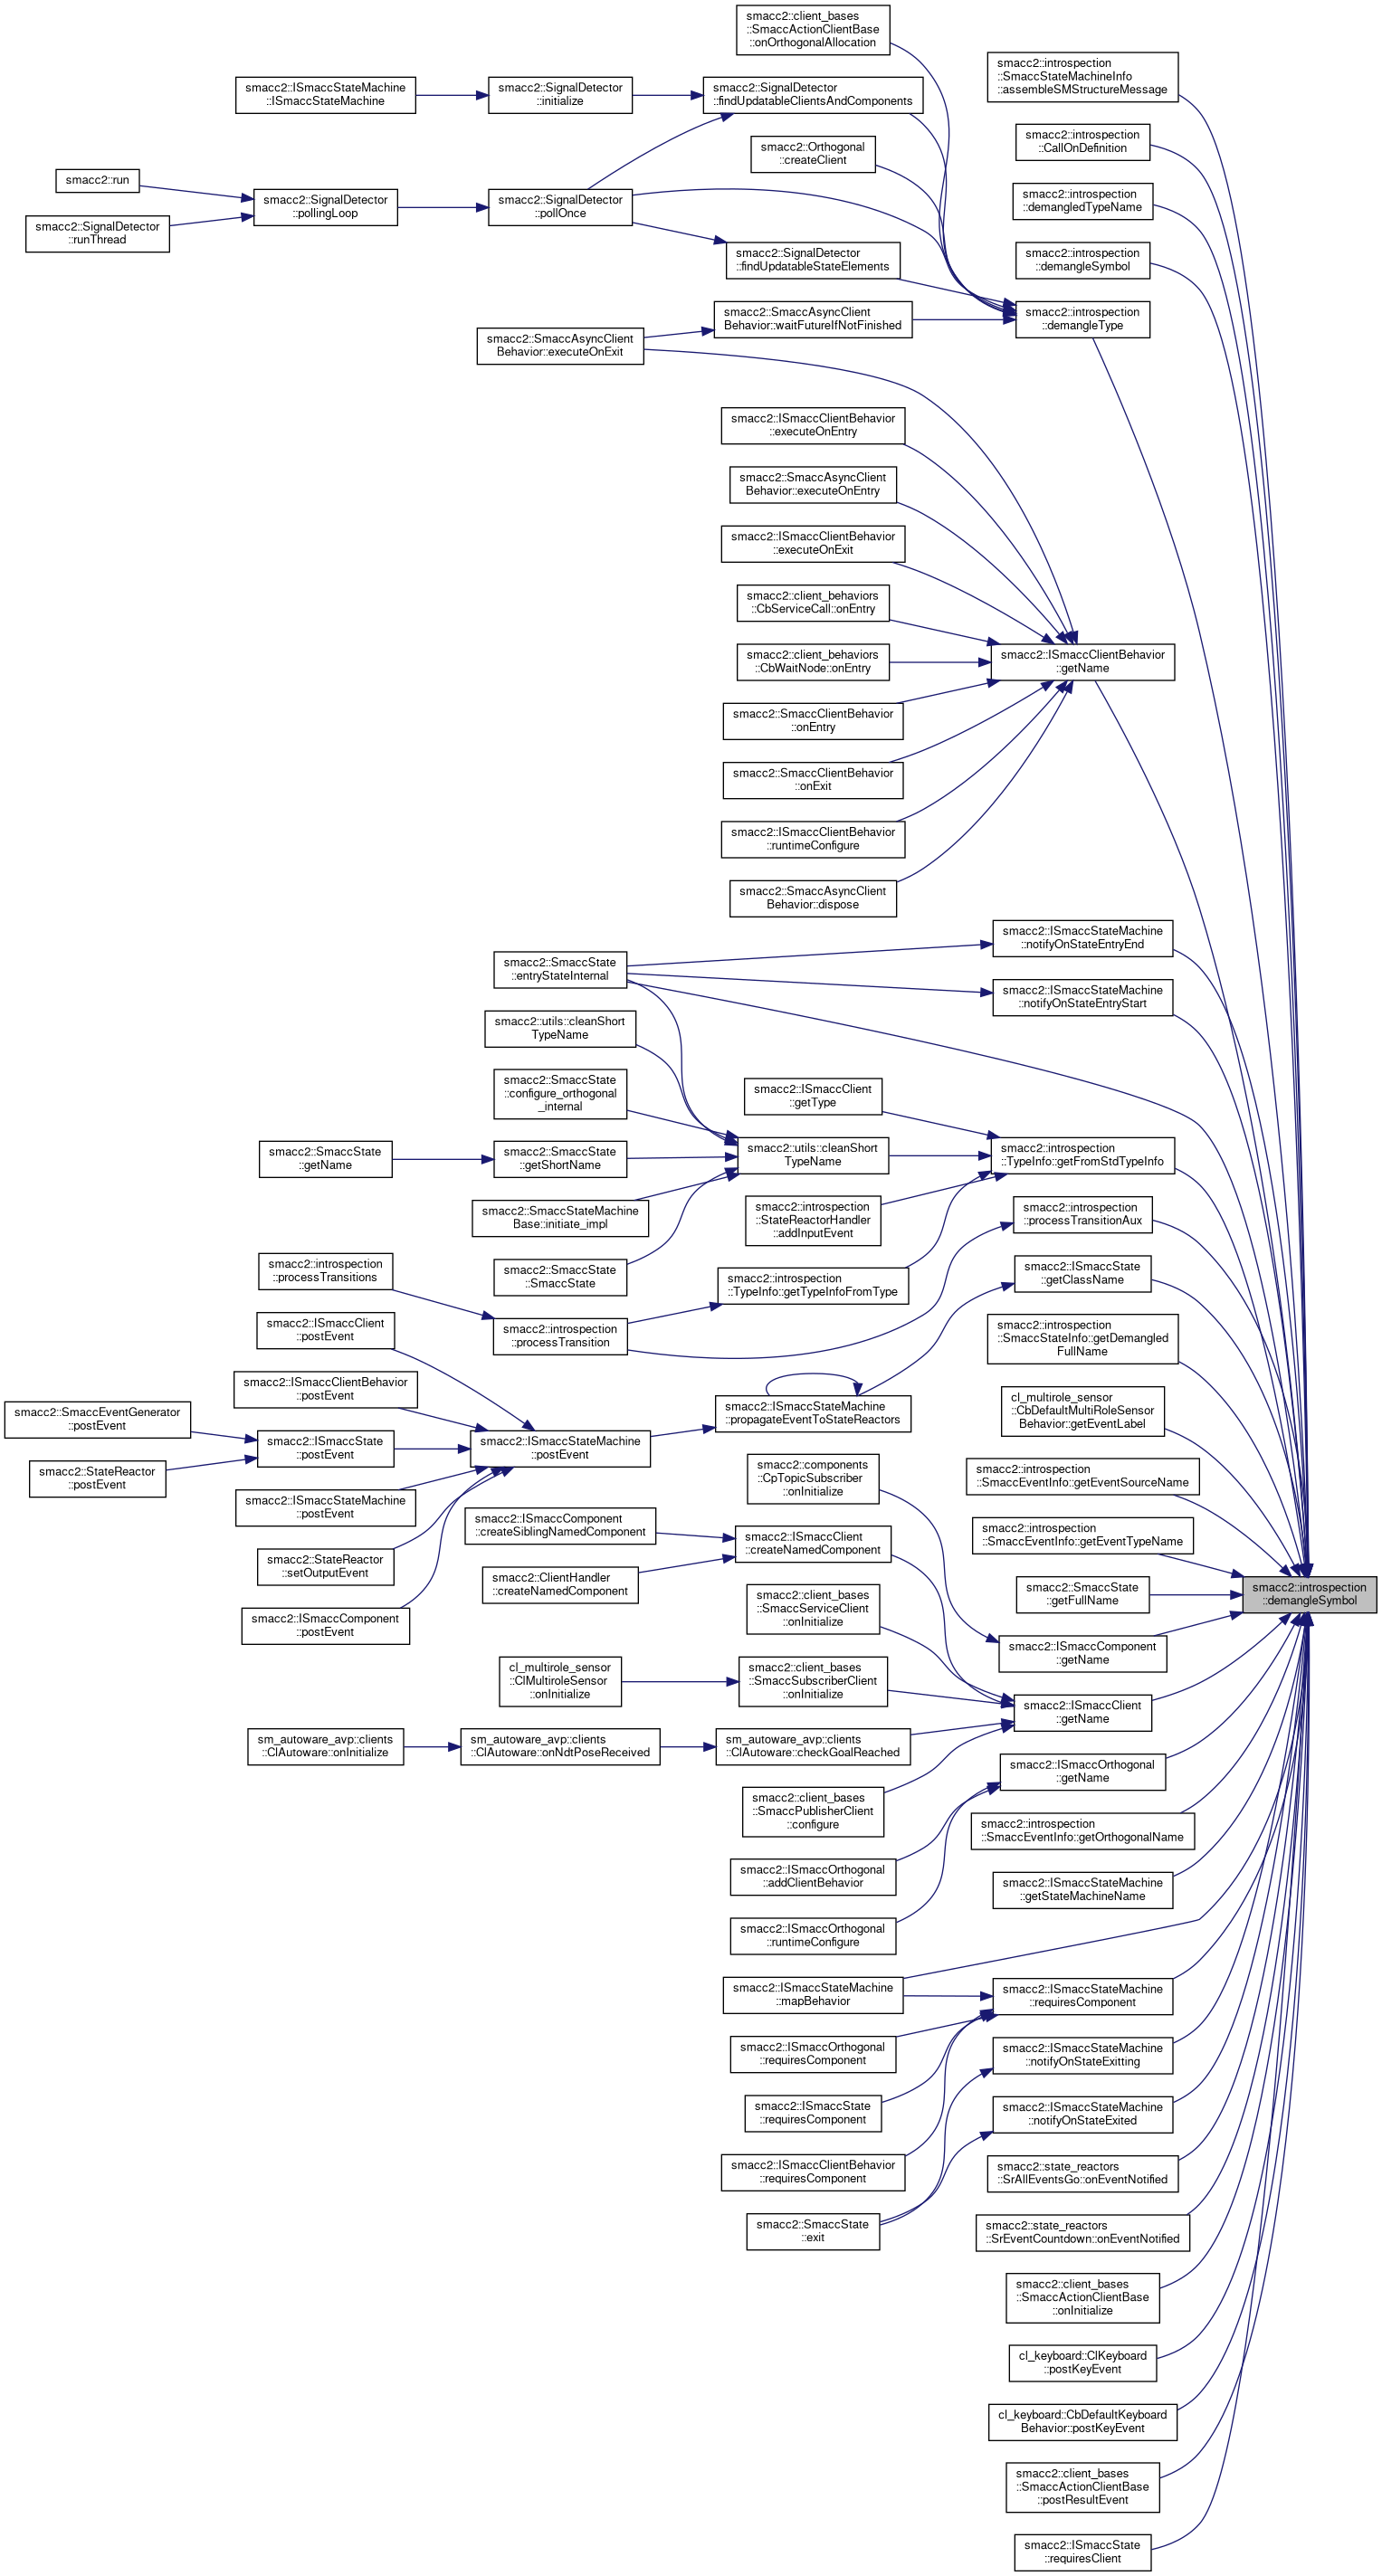 smacc2::client_bases
::SmaccActionClientBase
::onOrthogonalAllocation
smacc2::introspection
::SmaccStateMachineInfo
::assembleSMStructureMessage
smacc2::ISmaccStateMachine
::ISmaccStateMachine
smacc2::SignalDetector
::initialize
smacc2::SignalDetector
::findUpdatableClientsAndComponents
smacc2::introspection
::CallOnDefinition
smacc2::Orthogonal
::createClient
smacc2::run
smacc2::SignalDetector
::runThread
smacc2::SignalDetector
::pollingLoop
smacc2::SignalDetector
::pollOnce
smacc2::introspection
::demangledTypeName
smacc2::SignalDetector
::findUpdatableStateElements
smacc2::introspection
::demangleSymbol
smacc2::SmaccAsyncClient
Behavior::waitFutureIfNotFinished
smacc2::introspection
::demangleType
smacc2::SmaccAsyncClient
Behavior::executeOnExit
smacc2::ISmaccClientBehavior
::executeOnEntry
smacc2::SmaccAsyncClient
Behavior::executeOnEntry
smacc2::ISmaccClientBehavior
::executeOnExit
smacc2::client_behaviors
::CbServiceCall::onEntry
smacc2::client_behaviors
::CbWaitNode::onEntry
smacc2::ISmaccClientBehavior
::getName
smacc2::SmaccClientBehavior
::onEntry
smacc2::SmaccClientBehavior
::onExit
smacc2::ISmaccClientBehavior
::runtimeConfigure
smacc2::SmaccAsyncClient
Behavior::dispose
smacc2::ISmaccStateMachine
::notifyOnStateEntryEnd
smacc2::SmaccState
::entryStateInternal
smacc2::ISmaccStateMachine
::notifyOnStateEntryStart
smacc2::utils::cleanShort
TypeName
smacc2::SmaccState
::configure_orthogonal
_internal
smacc2::ISmaccClient
::getType
smacc2::SmaccState
::getName
smacc2::SmaccState
::getShortName
smacc2::utils::cleanShort
TypeName
smacc2::introspection
::TypeInfo::getFromStdTypeInfo
smacc2::SmaccStateMachine
Base::initiate_impl
smacc2::introspection
::StateReactorHandler
::addInputEvent
smacc2::introspection
::processTransitionAux
smacc2::SmaccState
::SmaccState
smacc2::introspection
::processTransitions
smacc2::introspection
::TypeInfo::getTypeInfoFromType
smacc2::ISmaccState
::getClassName
smacc2::introspection
::processTransition
smacc2::ISmaccClient
::postEvent
smacc2::introspection
::SmaccStateInfo::getDemangled
FullName
smacc2::ISmaccClientBehavior
::postEvent
smacc2::ISmaccStateMachine
::propagateEventToStateReactors
cl_multirole_sensor
::CbDefaultMultiRoleSensor
Behavior::getEventLabel
smacc2::SmaccEventGenerator
::postEvent
smacc2::StateReactor
::postEvent
smacc2::ISmaccState
::postEvent
smacc2::ISmaccStateMachine
::postEvent
smacc2::components
::CpTopicSubscriber
::onInitialize
smacc2::introspection
::SmaccEventInfo::getEventSourceName
smacc2::ISmaccStateMachine
::postEvent
smacc2::ISmaccComponent
::createSiblingNamedComponent
smacc2::ISmaccClient
::createNamedComponent
smacc2::introspection
::SmaccEventInfo::getEventTypeName
smacc2::StateReactor
::setOutputEvent
smacc2::ClientHandler
::createNamedComponent
smacc2::SmaccState
::getFullName
smacc2::introspection
::demangleSymbol
smacc2::ISmaccComponent
::postEvent
smacc2::client_bases
::SmaccServiceClient
::onInitialize
smacc2::ISmaccComponent
::getName
cl_multirole_sensor
::ClMultiroleSensor
::onInitialize
smacc2::client_bases
::SmaccSubscriberClient
::onInitialize
smacc2::ISmaccClient
::getName
sm_autoware_avp::clients
::ClAutoware::onInitialize
sm_autoware_avp::clients
::ClAutoware::onNdtPoseReceived
sm_autoware_avp::clients
::ClAutoware::checkGoalReached
smacc2::ISmaccOrthogonal
::getName
smacc2::client_bases
::SmaccPublisherClient
::configure
smacc2::introspection
::SmaccEventInfo::getOrthogonalName
smacc2::ISmaccOrthogonal
::addClientBehavior
smacc2::ISmaccStateMachine
::getStateMachineName
smacc2::ISmaccOrthogonal
::runtimeConfigure
smacc2::ISmaccStateMachine
::mapBehavior
smacc2::ISmaccStateMachine
::requiresComponent
smacc2::ISmaccOrthogonal
::requiresComponent
smacc2::ISmaccStateMachine
::notifyOnStateExitting
smacc2::ISmaccState
::requiresComponent
smacc2::ISmaccStateMachine
::notifyOnStateExited
smacc2::ISmaccClientBehavior
::requiresComponent
smacc2::state_reactors
::SrAllEventsGo::onEventNotified
smacc2::SmaccState
::exit
smacc2::state_reactors
::SrEventCountdown::onEventNotified
smacc2::client_bases
::SmaccActionClientBase
::onInitialize
cl_keyboard::ClKeyboard
::postKeyEvent
cl_keyboard::CbDefaultKeyboard
Behavior::postKeyEvent
smacc2::client_bases
::SmaccActionClientBase
::postResultEvent
smacc2::ISmaccState
::requiresClient